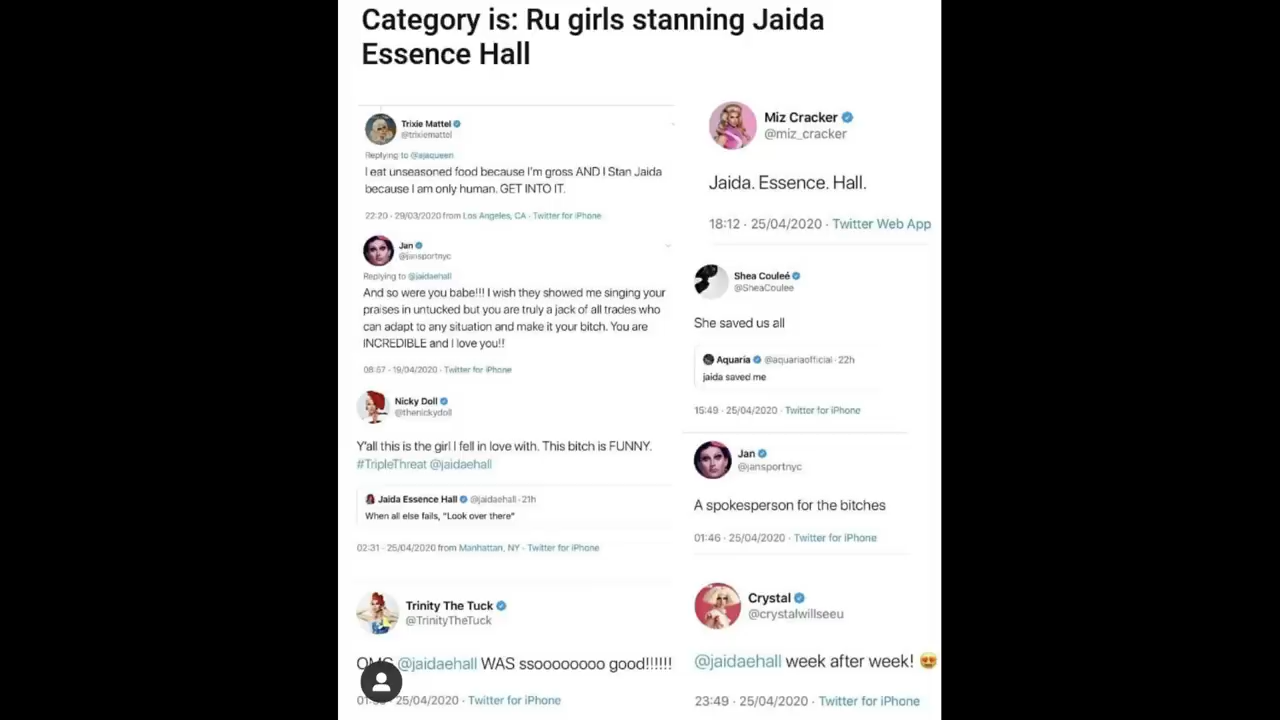 Category is: Ru girls stanning Jaida
Essence Hall
Trixie Mattel
@trixiemattel
Replying to @ajaqueen
I eat unseasoned food because I'm gross AND I Stan Jaida
because I am only human. GET INTO IT.
22:20 · 29/03/2020 from Los Angeles, CA · Twitter for iPhone
Jan
@jansportnyc
Replying to @jaidaehall
And so were you babe!!! I wish they showed me singing your
praises in untucked but you are truly a jack of all trades who
can adapt to any situation and make it your bitch. You are
INCREDIBLE and I love you!!
08:57 · 19/04/2020 · Twitter for iPhone
Nicky Doll
@thenickydoll
Y'all this is the girl I fell in love with. This bitch is FUNNY.
#TripleThreat @jaidaehall
Jaida Essence Hall @jaidaehall · 21h
When all else fails, "Look over there"
02:31 · 25/04/2020 from Manhattan, NY · Twitter for iPhone
Trinity The Tuck
@TrinityTheTuck
OMG @jaidaehall WAS ssoooooooo good!!!!!!
25/04/2020 · Twitter for iPhone
Miz Cracker
@miz_cracker
Jaida. Essence. Hall.
18:12 · 25/04/2020 · Twitter Web App
Shea Couleé
@SheaCoulee
She saved us all
Aquaria @aquariaofficial · 22h
jaida saved me
15:49 · 25/04/2020 · Twitter for iPhone
Jan
@jansportnyc
A spokesperson for the bitches
01:46 · 25/04/2020 · Twitter for iPhone
Crystal
@crystalwillseeu
@jaidaehall week after week! 😍
23:49 · 25/04/2020 · Twitter for iPhone